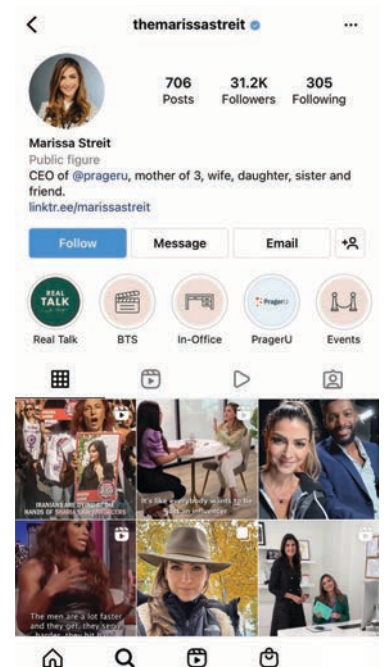 themarissastreit
706 31.2K 305
Posts Followers Following
Marissa Streit
Public figure
CEO of @prageru, mother of 3, wife, daughter, sister and
friend.
linktr.ee/marissastreit
Follow Message Email
REAL
TALK
PragerU
Real Talk BTS In-Office PragerU Events
IRANIANS ARE DYING AT THE
HANDS OF SHARIA LAW ENFORCERS
It's like everybody wants to be
just an influencer
The men are a lot faster
and they get, they serve
harder, they hit